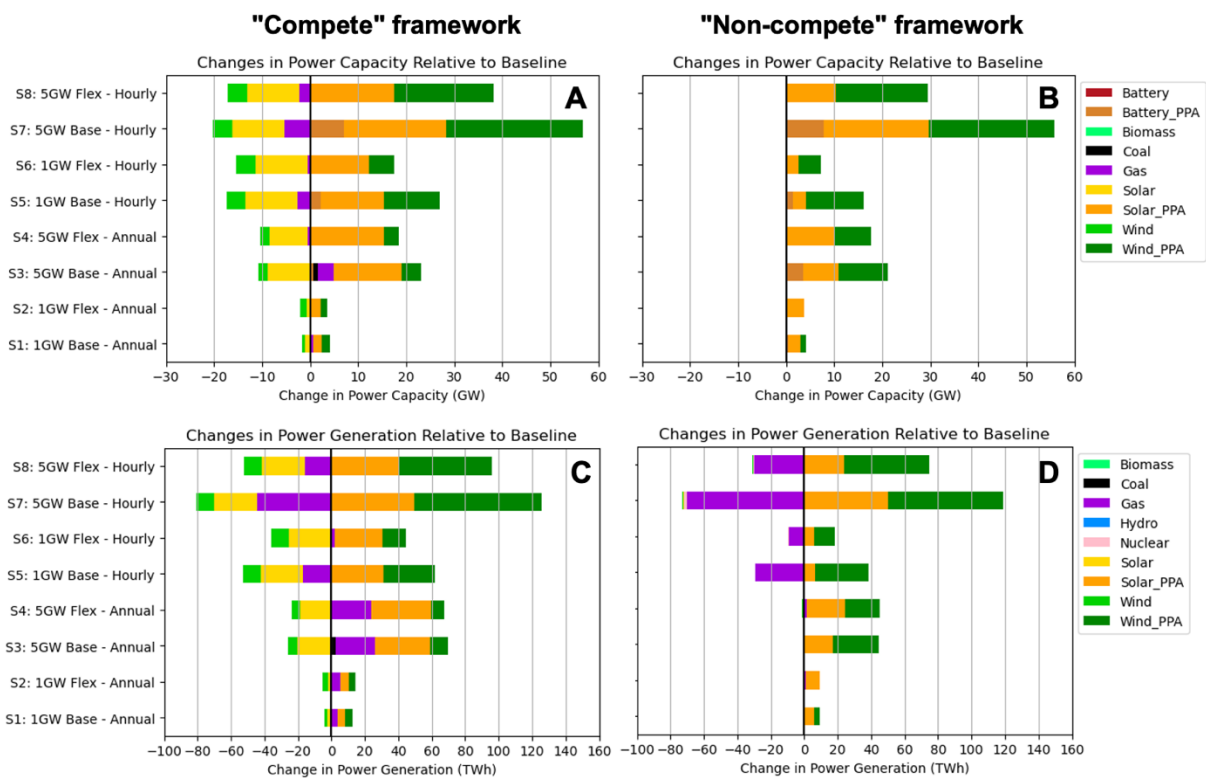 "Compete" framework
"Non-compete" framework
Changes in Power Capacity Relative to Baseline
A
S8: 5GW Flex - Hourly
S7: 5GW Base - Hourly
S6: 1GW Flex - Hourly
S5: 1GW Base - Hourly
S4: 5GW Flex - Annual
S3: 5GW Base - Annual
S2: 1GW Flex - Annual
S1: 1GW Base - Annual
−30 −20 −10 0 10 20 30 40 50 60
Change in Power Capacity (GW)
Changes in Power Capacity Relative to Baseline
B
−30 −20 −10 0 10 20 30 40 50 60
Change in Power Capacity (GW)
Battery
Battery_PPA
Biomass
Coal
Gas
Solar
Solar_PPA
Wind
Wind_PPA
Changes in Power Generation Relative to Baseline
C
S8: 5GW Flex - Hourly
S7: 5GW Base - Hourly
S6: 1GW Flex - Hourly
S5: 1GW Base - Hourly
S4: 5GW Flex - Annual
S3: 5GW Base - Annual
S2: 1GW Flex - Annual
S1: 1GW Base - Annual
−100 −80 −60 −40 −20 0 20 40 60 80 100 120 140 160
Change in Power Generation (TWh)
Changes in Power Generation Relative to Baseline
D
−100 −80 −60 −40 −20 0 20 40 60 80 100 120 140 160
Change in Power Generation (TWh)
Biomass
Coal
Gas
Hydro
Nuclear
Solar
Solar_PPA
Wind
Wind_PPA